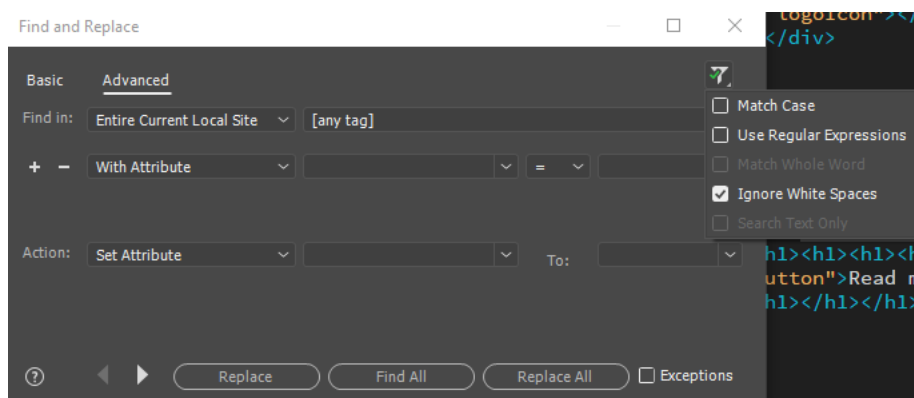 Find and Replace
logoIcon"></
</div>
Basic Advanced
Match Case
Find in: Entire Current Local Site [any tag]
Use Regular Expressions
+ − With Attribute =
Match Whole Word
Ignore White Spaces
Search Text Only
Action: Set Attribute To:
h1><h1><h1><h
utton">Read m
h1></h1></h1>
? Replace Find All Replace All Exceptions